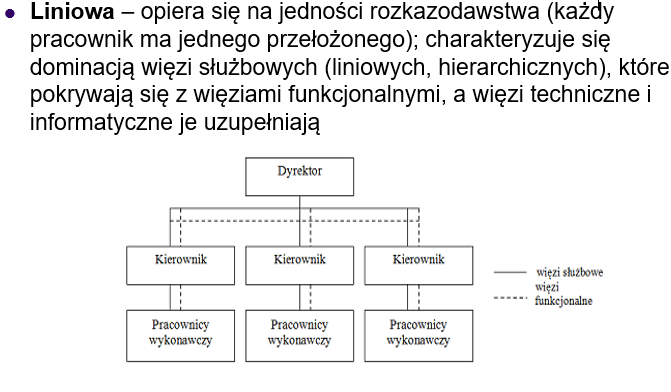 • Liniowa – opiera się na jedności rozkazodawstwa (każdy
pracownik ma jednego przełożonego); charakteryzuje się
dominacją więzi służbowych (liniowych, hierarchicznych), które
pokrywają się z więziami funkcjonalnymi, a więzi techniczne i
informatyczne je uzupełniają
Dyrektor
Kierownik
Kierownik
Kierownik
więzi służbowe
więzi
funkcjonalne
Pracownicy
wykonawczy
Pracownicy
wykonawczy
Pracownicy
wykonawczy